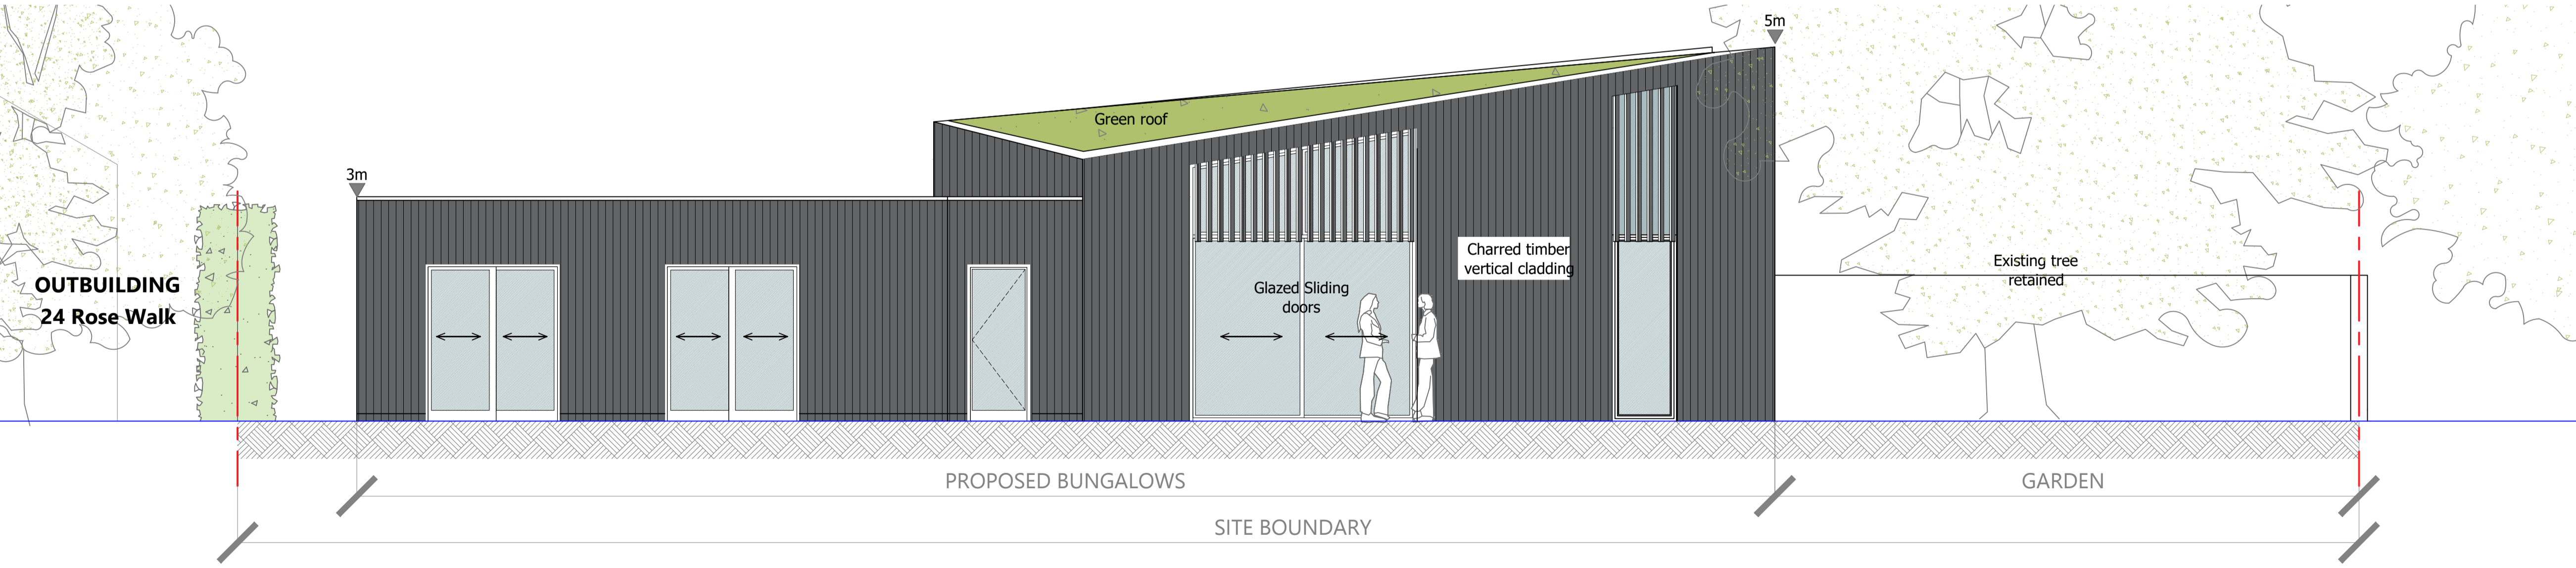 5m
Green roof
3m
Charred timber
vertical cladding
Existing tree
retained
OUTBUILDING
24 Rose Walk
Glazed Sliding
doors
PROPOSED BUNGALOWS
GARDEN
SITE BOUNDARY